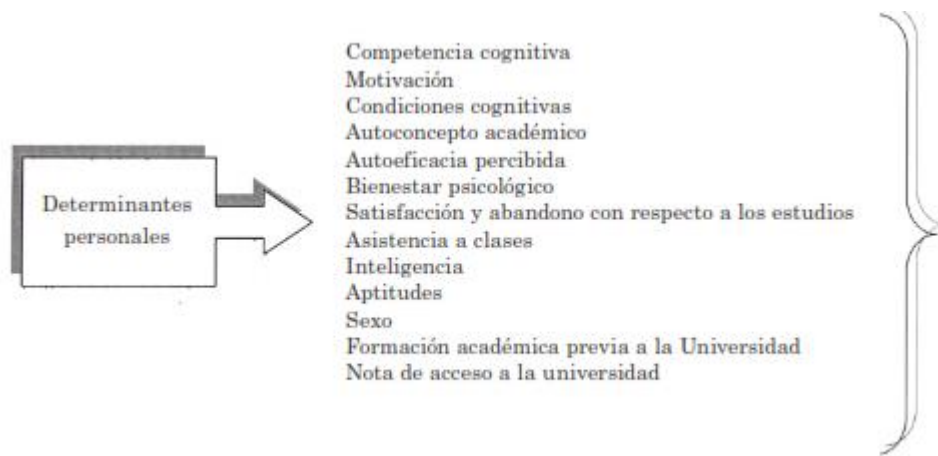 Determinantes
personales
Competencia cognitiva
Motivación
Condiciones cognitivas
Autoconcepto académico
Autoeficacia percibida
Bienestar psicológico
Satisfacción y abandono con respecto a los estudios
Asistencia a clases
Inteligencia
Aptitudes
Sexo
Formación académica previa a la Universidad
Nota de acceso a la universidad